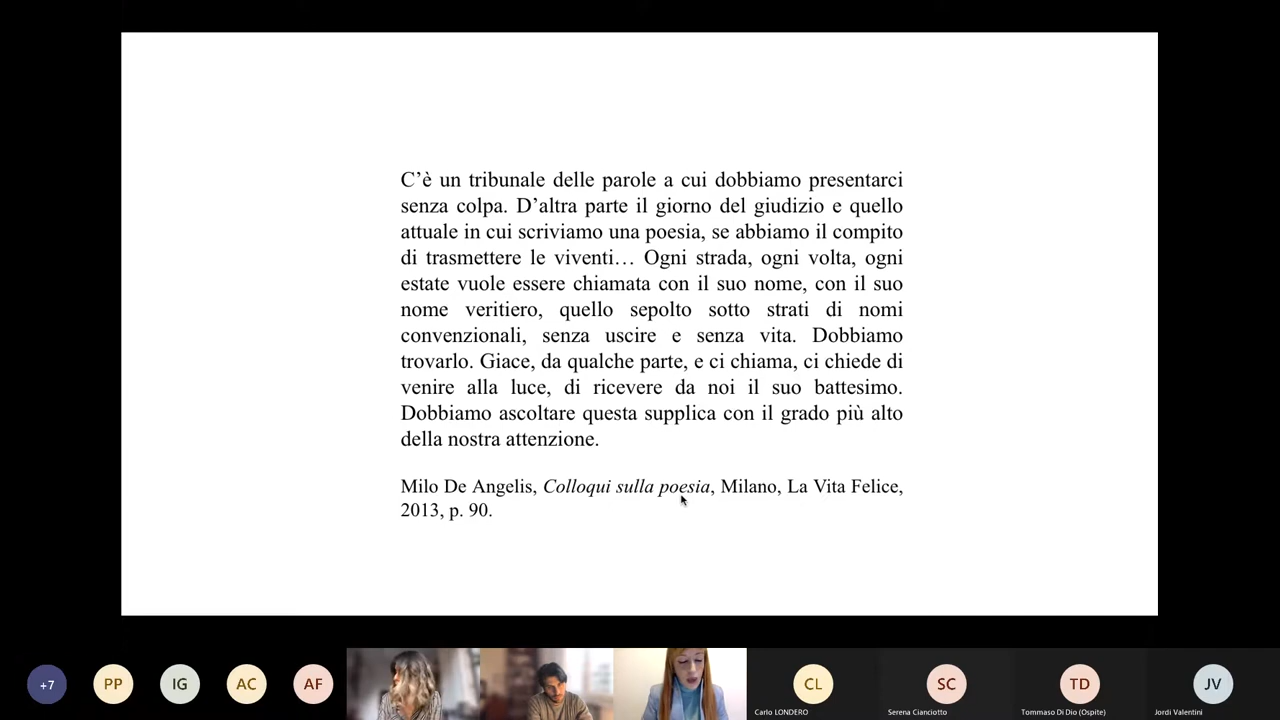 C’è un tribunale delle parole a cui dobbiamo presentarci
senza colpa. D’altra parte il giorno del giudizio e quello
attuale in cui scriviamo una poesia, se abbiamo il compito
di trasmettere le viventi… Ogni strada, ogni volta, ogni
estate vuole essere chiamata con il suo nome, con il suo
nome veritiero, quello sepolto sotto strati di nomi
convenzionali, senza uscire e senza vita. Dobbiamo
trovarlo. Giace, da qualche parte, e ci chiama, ci chiede di
venire alla luce, di ricevere da noi il suo battesimo.
Dobbiamo ascoltare questa supplica con il grado più alto
della nostra attenzione.
Milo De Angelis, Colloqui sulla poesia, Milano, La Vita Felice,
2013, p. 90.
+7
PP
IG
AC
AF
CL
SC
TD
JV
Carlo LONDERO
Serena Cianciotto
Tommaso Di Dio (Ospite)
Jordi Valentini